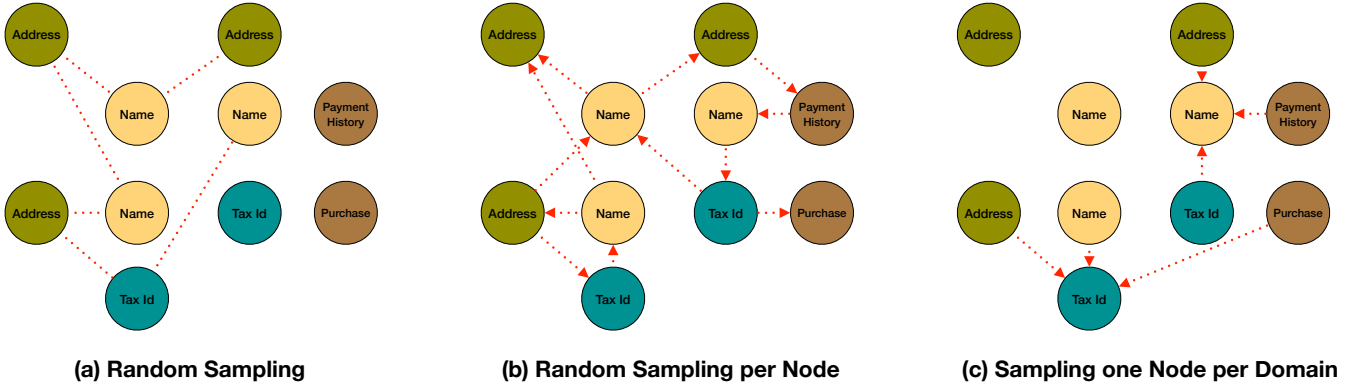 Address
Address
Name
Name
Payment
History
Address
Name
Tax Id
Purchase
Tax Id
(a) Random Sampling
Address
Address
Name
Name
Payment
History
Address
Name
Tax Id
Purchase
Tax Id
(b) Random Sampling per Node
Address
Address
Name
Name
Payment
History
Address
Name
Tax Id
Purchase
Tax Id
(c) Sampling one Node per Domain